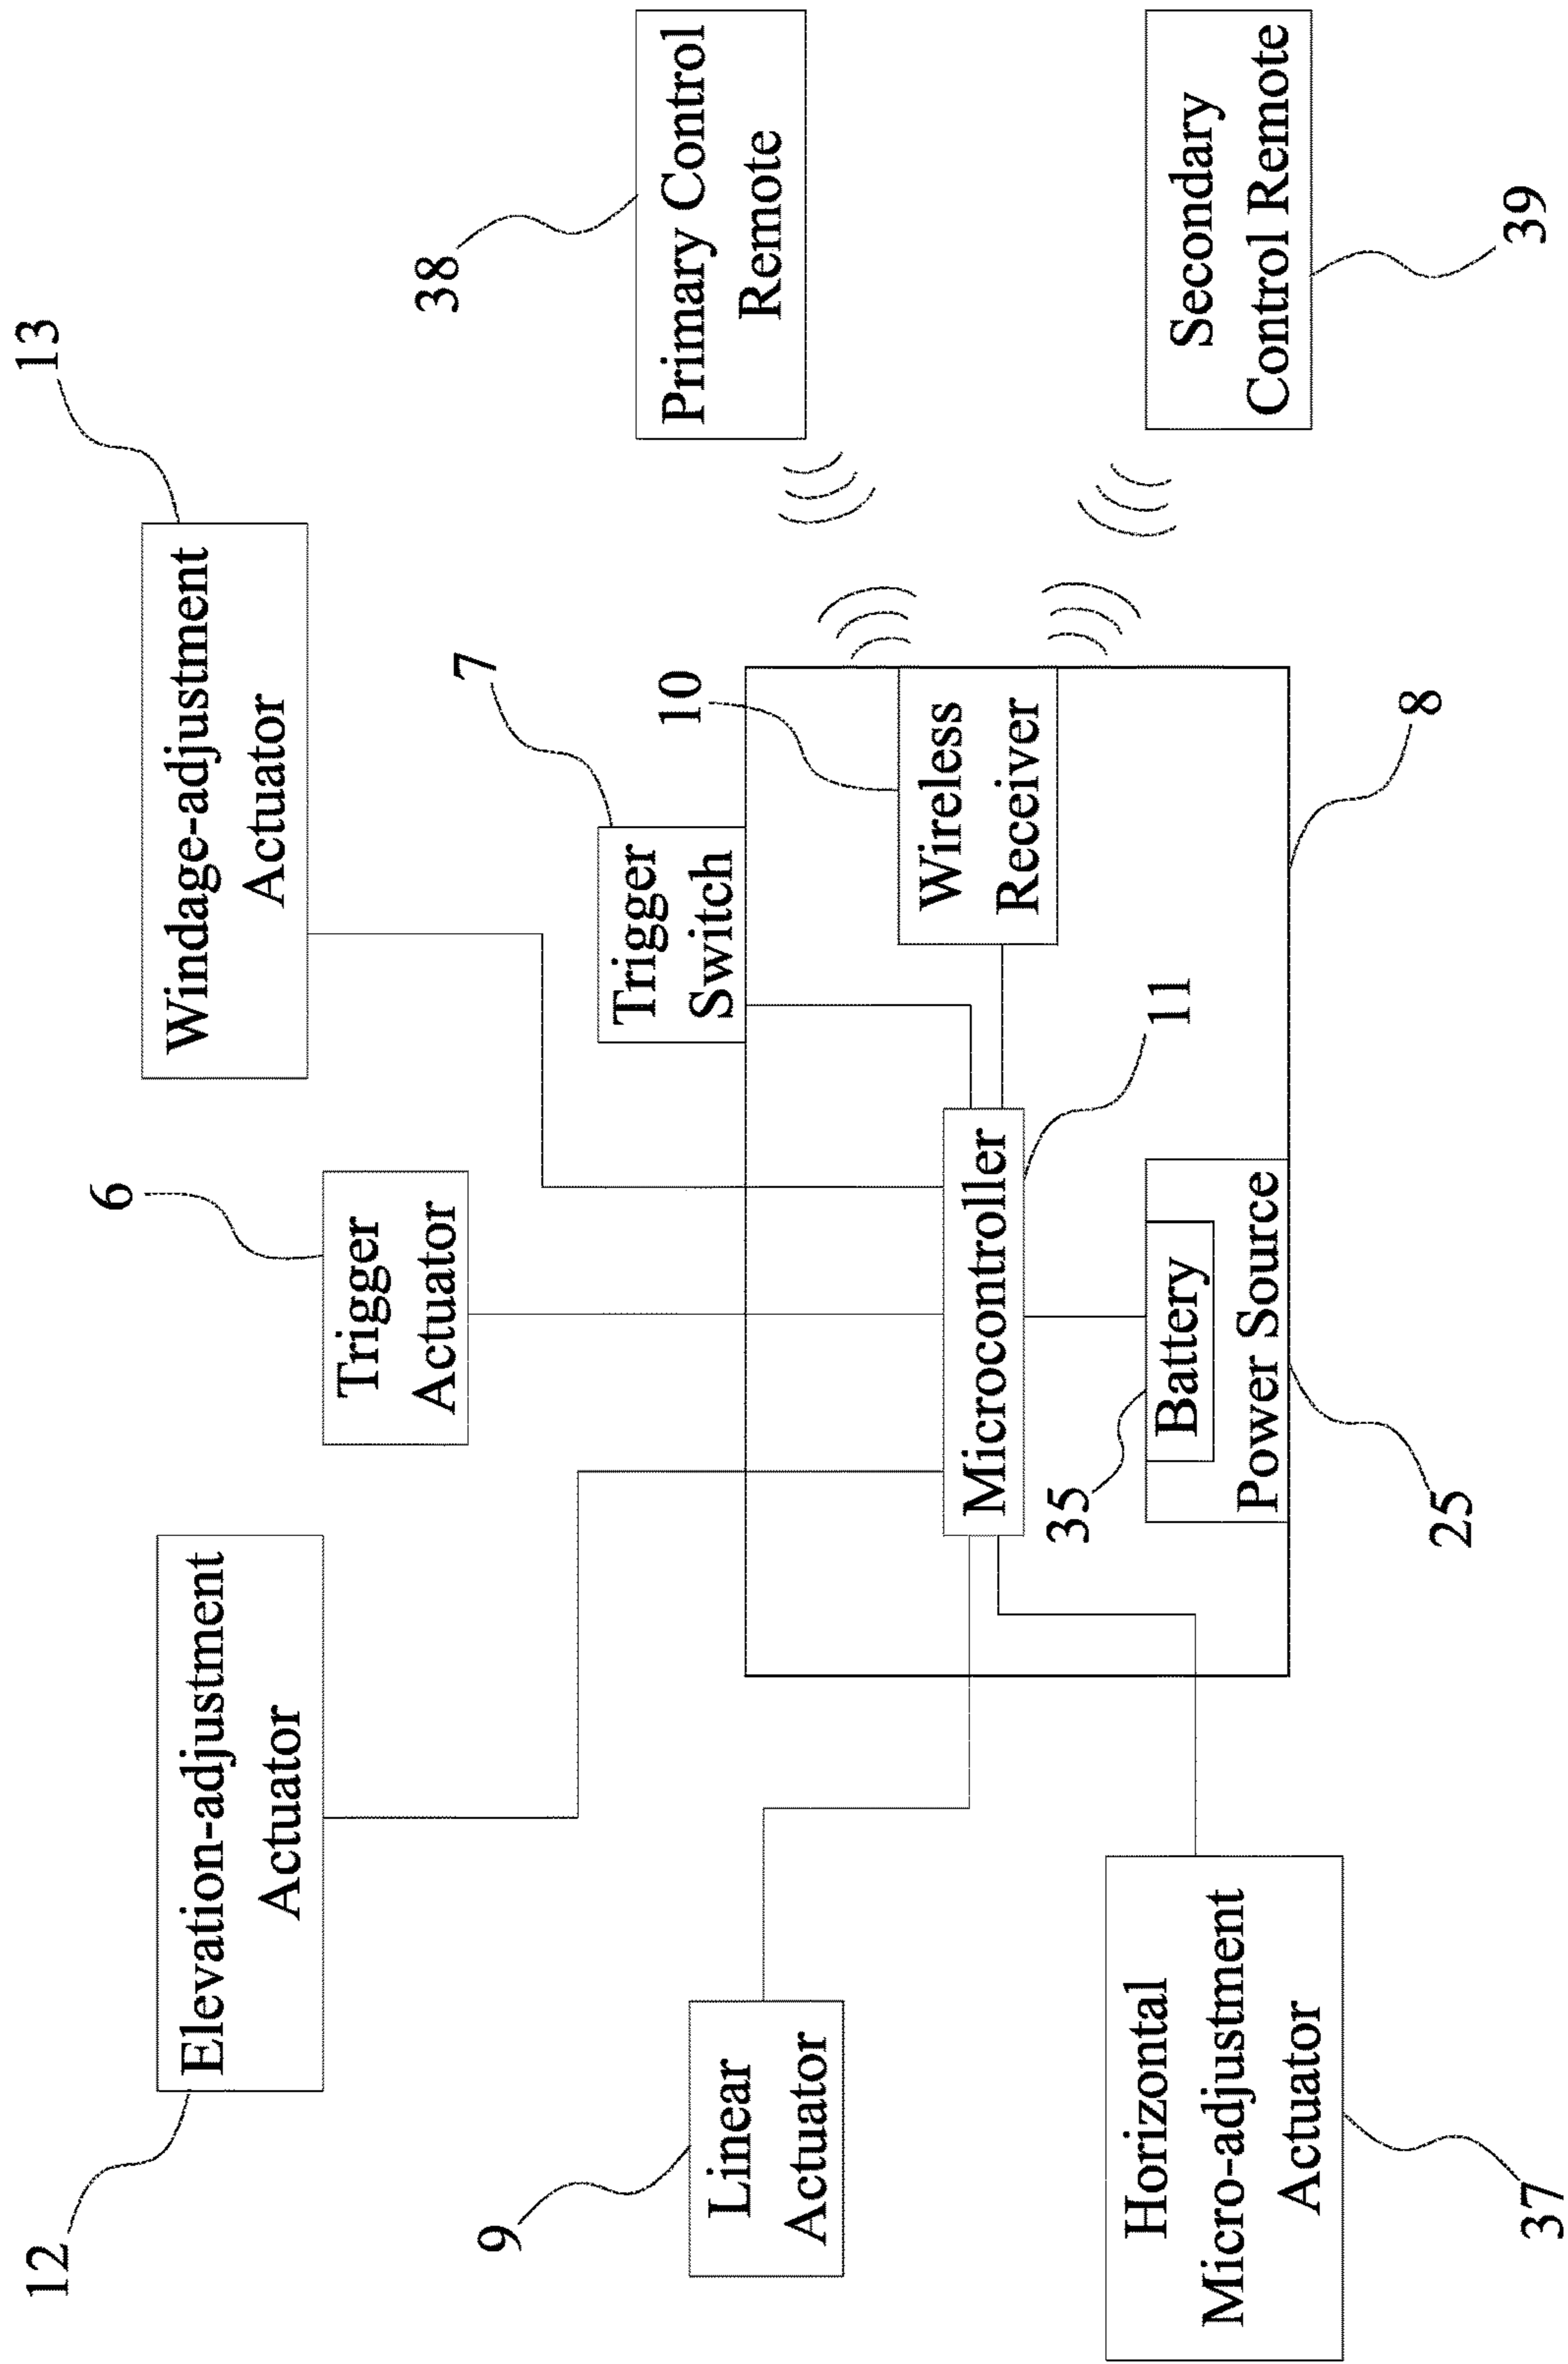 12
Elevation-adjustment
Actuator
6
Trigger
Actuator
13
Windage-adjustment
Actuator
9
Linear
Actuator
7
Trigger
Switch
38
Primary Control
Remote
10
Wireless
Receiver
Microcontroller
11
35
Battery
Power Source
25
8
Horizontal
Micro-adjustment
Actuator
37
Secondary
Control Remote
39